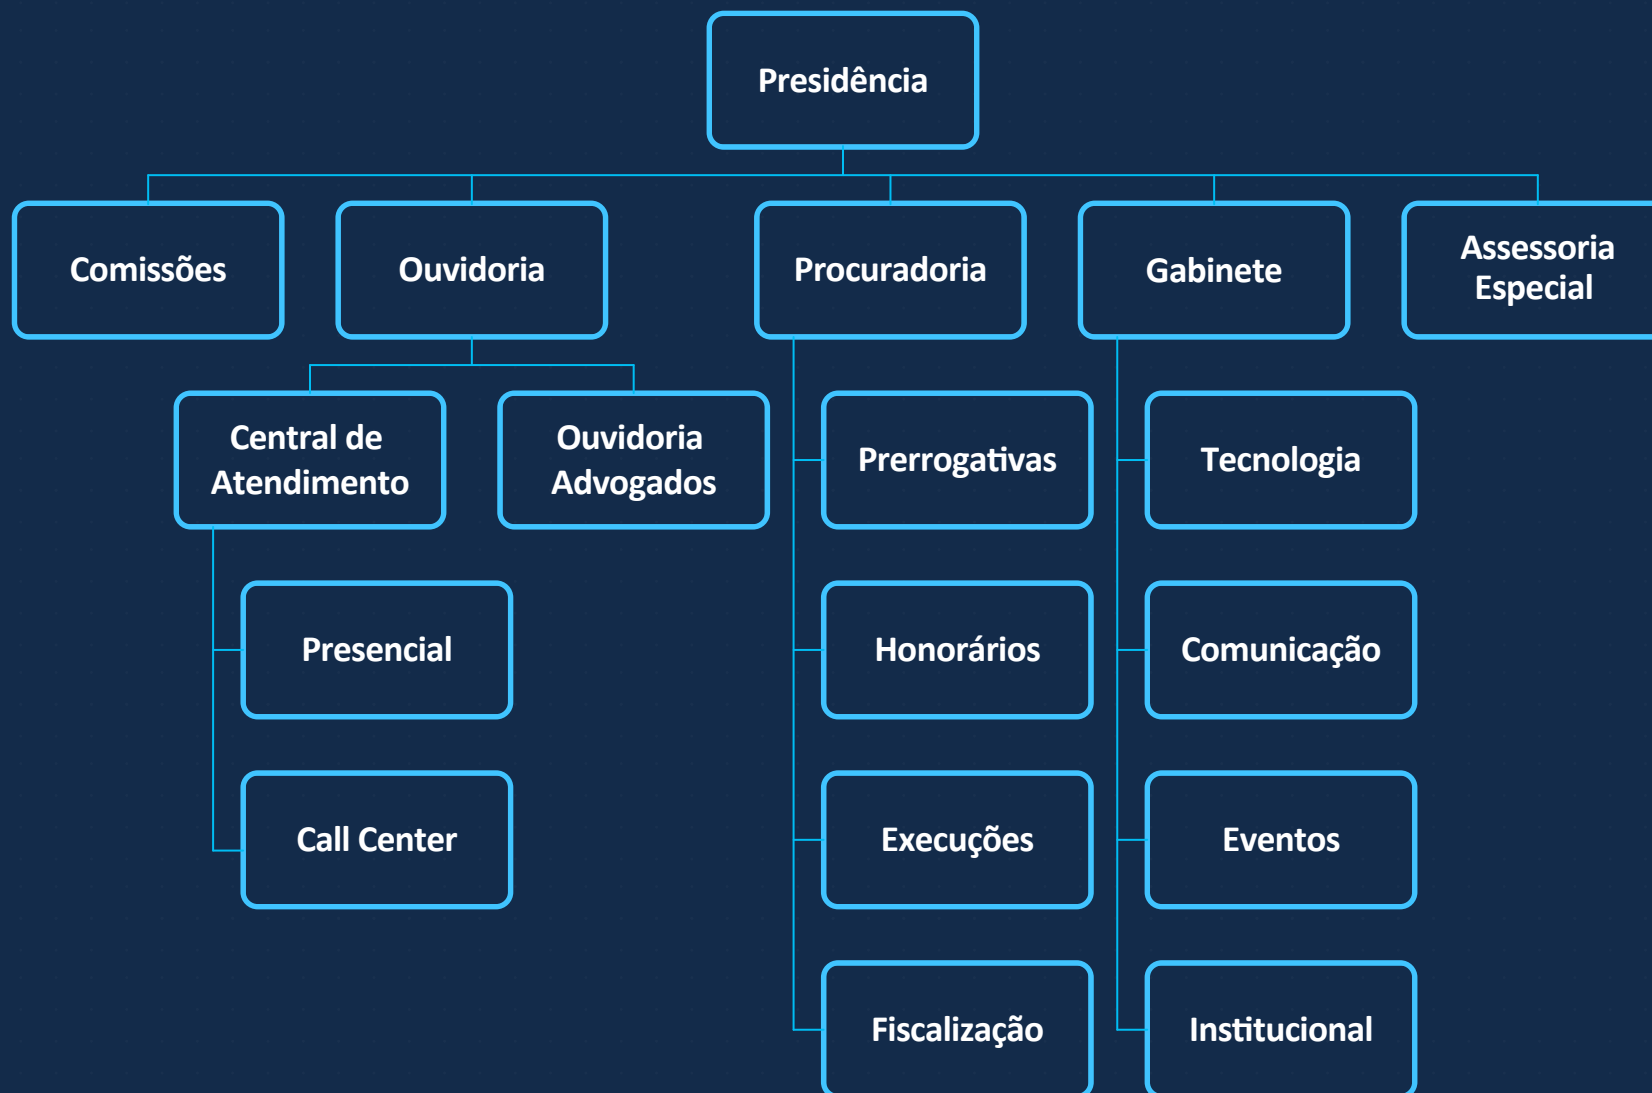 Presidência
Comissões
Ouvidoria
Procuradoria
Gabinete
Assessoria
Especial
Central de
Atendimento
Ouvidoria
Advogados
Prerrogativas
Tecnologia
Presencial
Honorários
Comunicação
Call Center
Execuções
Eventos
Fiscalização
Institucional